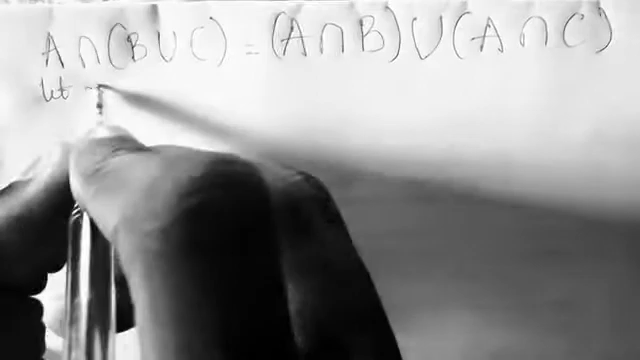 A ∩ (B ∪ C) = (A ∩ B) ∪ (A ∩ C)
let